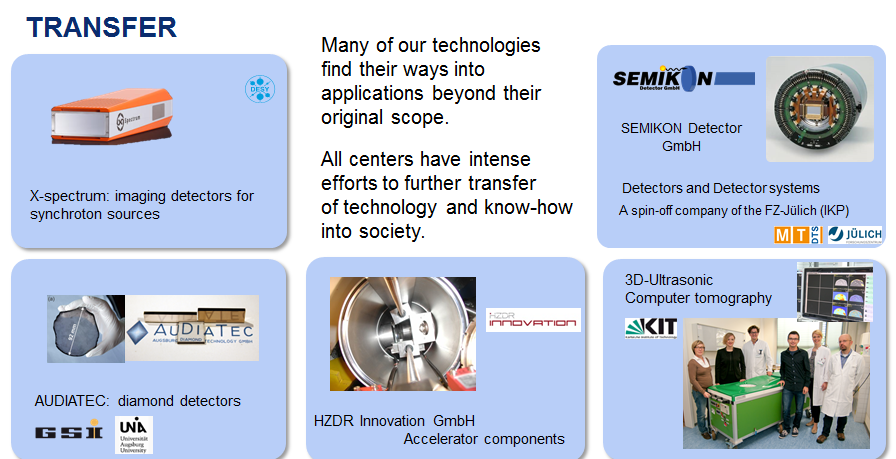 TRANSFER
Many of our technologies
find their ways into
applications beyond their
original scope.
All centers have intense
efforts to further transfer
of technology and know-how
into society.
Spectrum
DESY
X-spectrum: imaging detectors for
synchroton sources
SEMIKON
Detector GmbH
SEMIKON Detector
GmbH
Detectors and Detector systems
A spin-off company of the FZ-Jülich (IKP)
MT
DTS
JÜLICH
(a)
92 mm
AUDIATEC
AUGSBURG DIAMOND TECHNOLOGY GMBH
AUDIATEC: diamond detectors
GSI
UNIA
Universität
Augsburg
University
HZDR
INNOVATION
HZDR Innovation GmbH
Accelerator components
3D-Ultrasonic
Computer tomography
KIT
Karlsruhe Institute of Technology